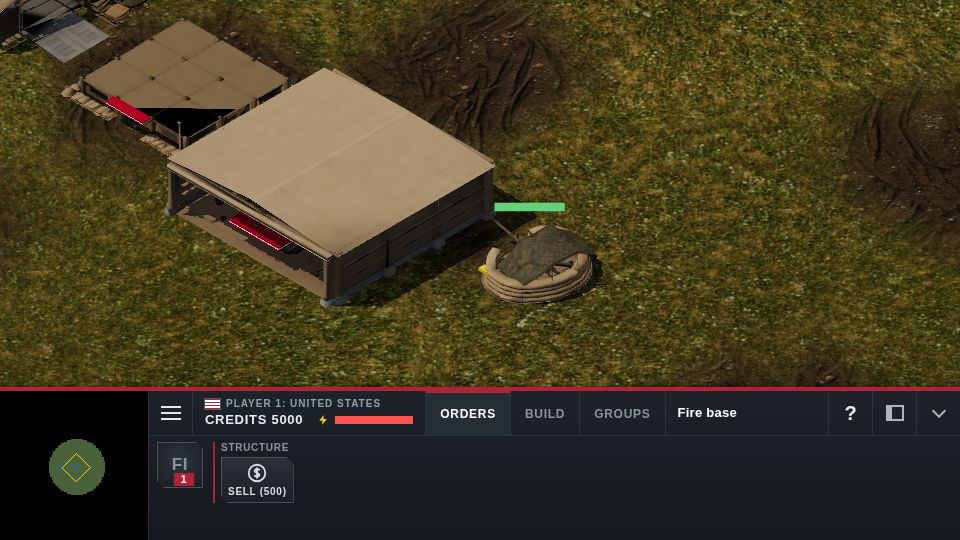 PLAYER 1: UNITED STATES
CREDITS 5000
ORDERS
BUILD
GROUPS
Fire base
?
FI
1
STRUCTURE
SELL (500)